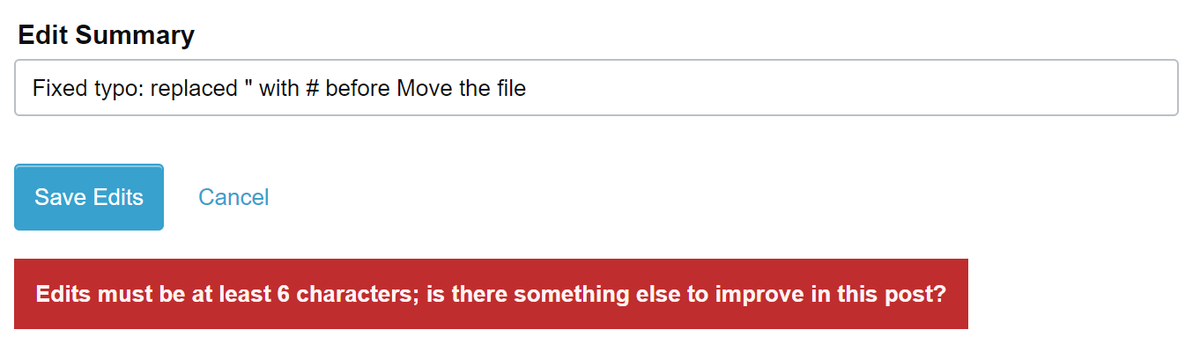 Edit Summary
Fixed typo: replaced " with # before Move the file
Save Edits Cancel
Edits must be at least 6 characters; is there something else to improve in this post?